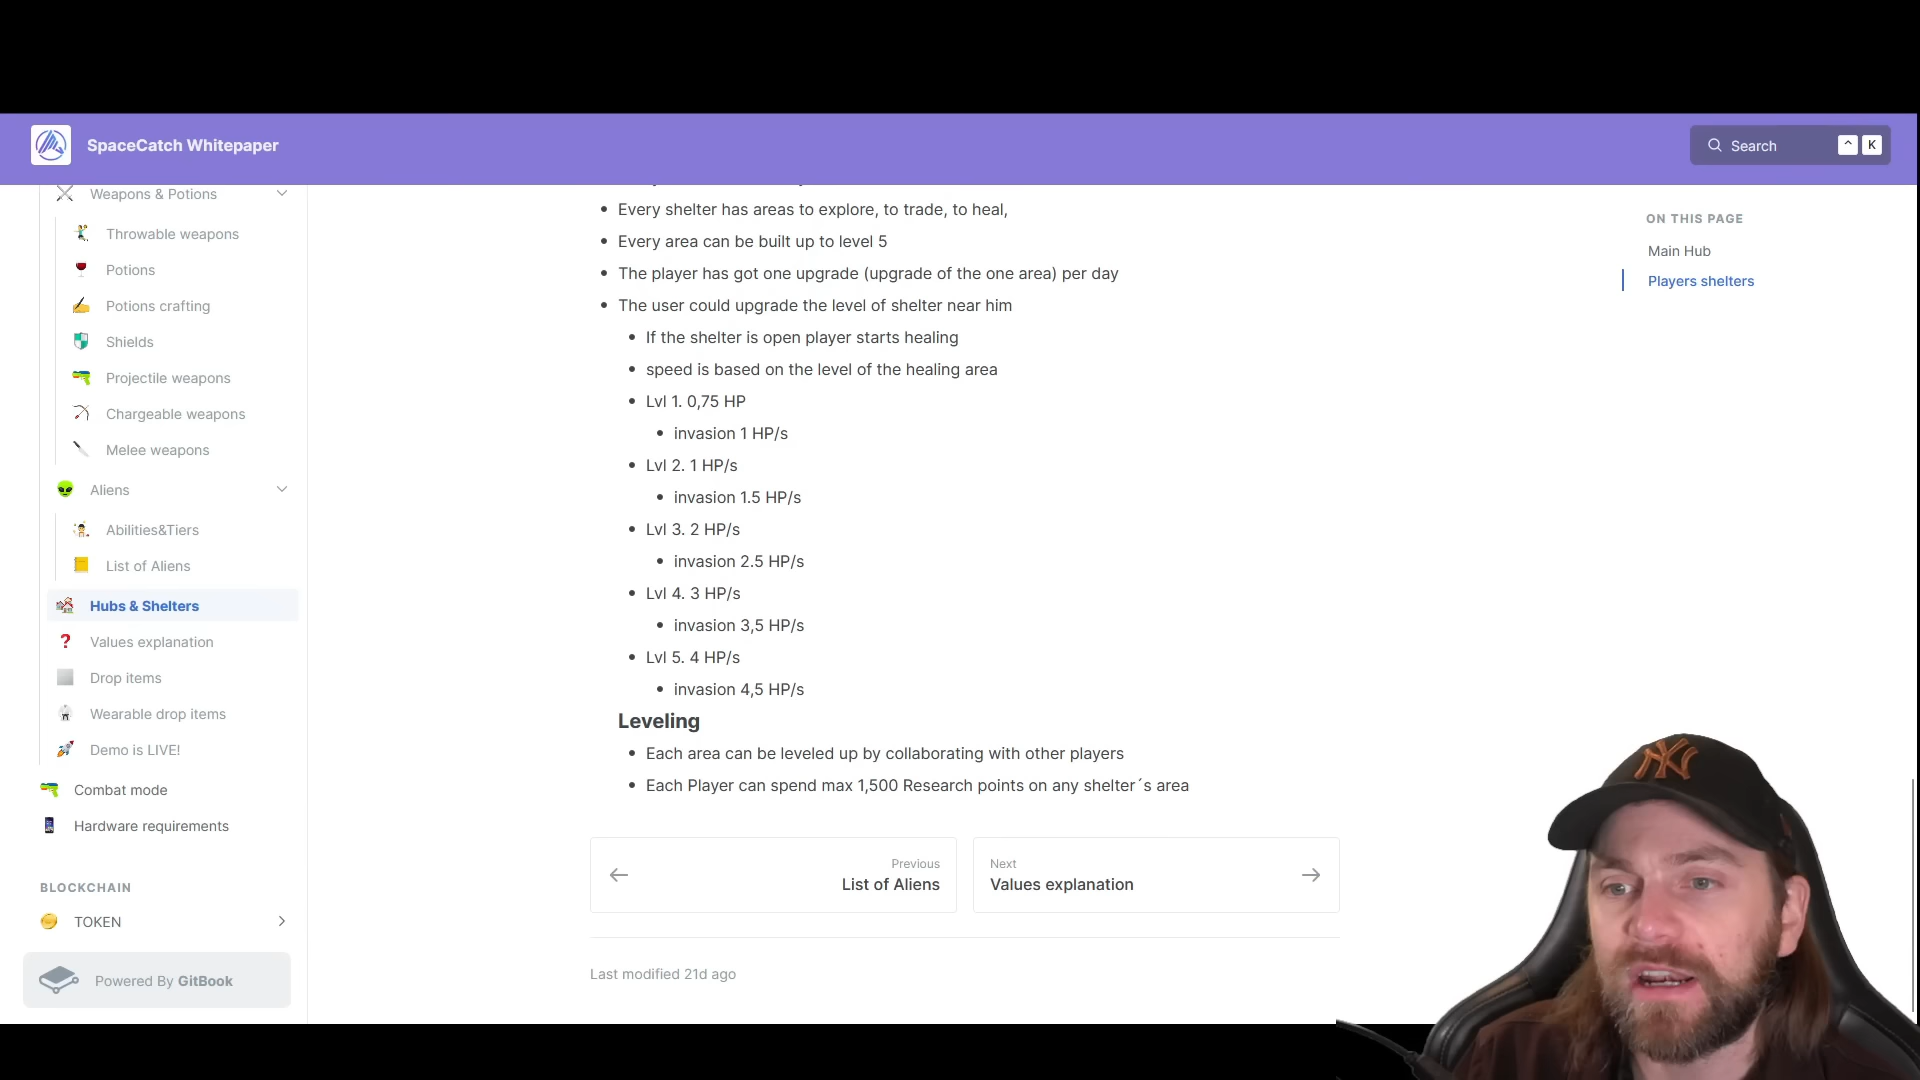 SpaceCatch Whitepaper
Search
^ K
Weapons & Potions
Throwable weapons
Potions
Potions crafting
Shields
Projectile weapons
Chargeable weapons
Melee weapons
Aliens
Abilities&Tiers
List of Aliens
Hubs & Shelters
Values explanation
Drop items
Wearable drop items
Demo is LIVE!
Combat mode
Hardware requirements
BLOCKCHAIN
TOKEN
Powered By GitBook
Every shelter has areas to explore, to trade, to heal,
Every area can be built up to level 5
The player has got one upgrade (upgrade of the one area) per day
The user could upgrade the level of shelter near him
If the shelter is open player starts healing
speed is based on the level of the healing area
Lvl 1. 0,75 HP
invasion 1 HP/s
Lvl 2. 1 HP/s
invasion 1.5 HP/s
Lvl 3. 2 HP/s
invasion 2.5 HP/s
Lvl 4. 3 HP/s
invasion 3,5 HP/s
Lvl 5. 4 HP/s
invasion 4,5 HP/s
Leveling
Each area can be leveled up by collaborating with other players
Each Player can spend max 1,500 Research points on any shelter´s area
Previous
List of Aliens
Next
Values explanation
Last modified 21d ago
ON THIS PAGE
Main Hub
Players shelters
NY